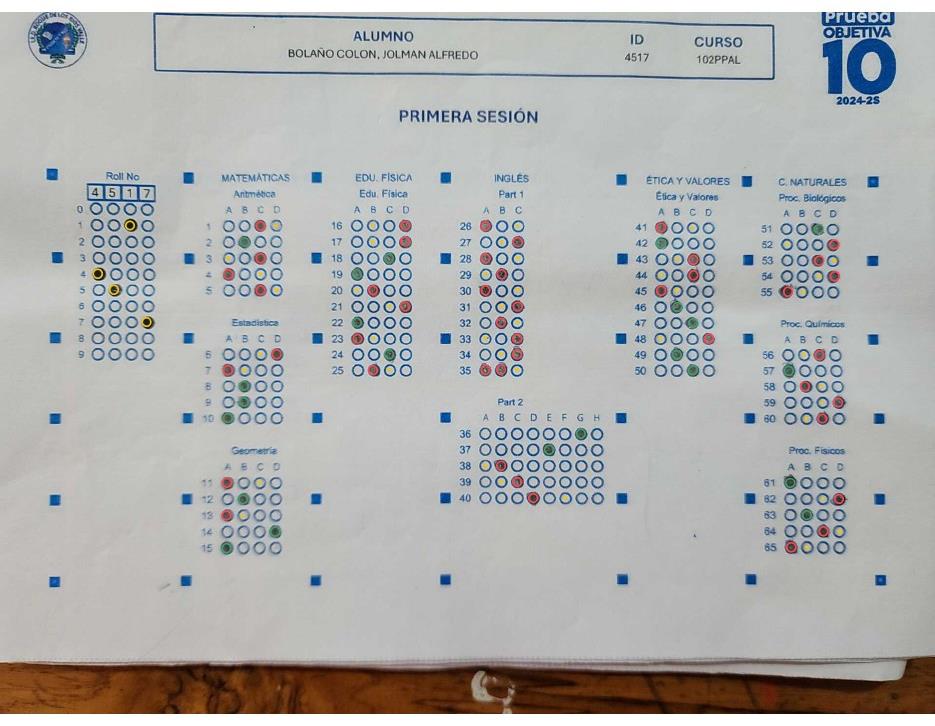 I.E.D. ROQUE DE LOS RIOS VALLE
ALUMNO
BOLAÑO COLON, JOLMAN ALFREDO
ID
4517
CURSO
102PPAL
Prueba
OBJETIVA
10
2024-2S
PRIMERA SESIÓN
Roll No
4 5 1 7
0
1
2
3
4
5
6
7
8
9
MATEMÁTICAS
Aritmética
A B C D
1
2
3
4
5
Estadística
A B C D
6
7
8
9
10
Geometría
A B C D
11
12
13
14
15
EDU. FÍSICA
Edu. Física
A B C D
16
17
18
19
20
21
22
23
24
25
INGLÉS
Part 1
A B C
26
27
28
29
30
31
32
33
34
35
Part 2
A B C D E F G H
36
37
38
39
40
ÉTICA Y VALORES
Ética y Valores
A B C D
41
42
43
44
45
46
47
48
49
50
C. NATURALES
Proc. Biológicos
A B C D
51
52
53
54
55
Proc. Químicos
A B C D
56
57
58
59
60
Proc. Físicos
A B C D
61
62
63
64
65